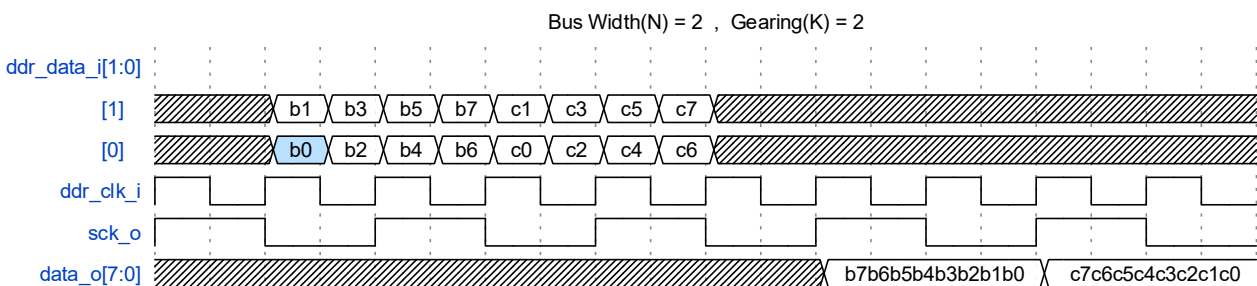 Bus Width(N) = 2 , Gearing(K) = 2
ddr_data_i[1:0]
[1] b1 b3 b5 b7 c1 c3 c5 c7
[0] b0 b2 b4 b6 c0 c2 c4 c6
ddr_clk_i
sck_o
data_o[7:0] b7b6b5b4b3b2b1b0 c7c6c5c4c3c2c1c0